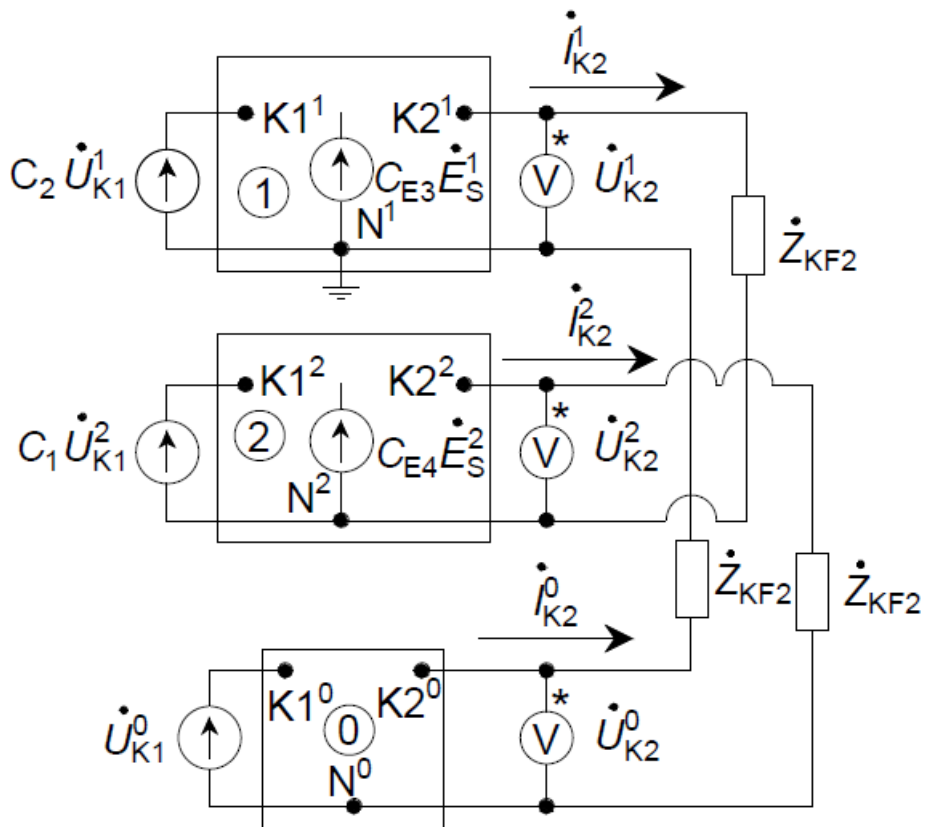 İ¹K2
K1¹ K2¹ *
C2 U̇¹K1 1 CE3Ė¹S V U̇¹K2
N¹ ŻKF2
İ²K2
K1² K2² *
C1 U̇²K1 2 CE4Ė²S V U̇²K2
N²
İ⁰K2 ŻKF2 ŻKF2
K1⁰ K2⁰ *
U̇⁰K1 0 V U̇⁰K2
N⁰